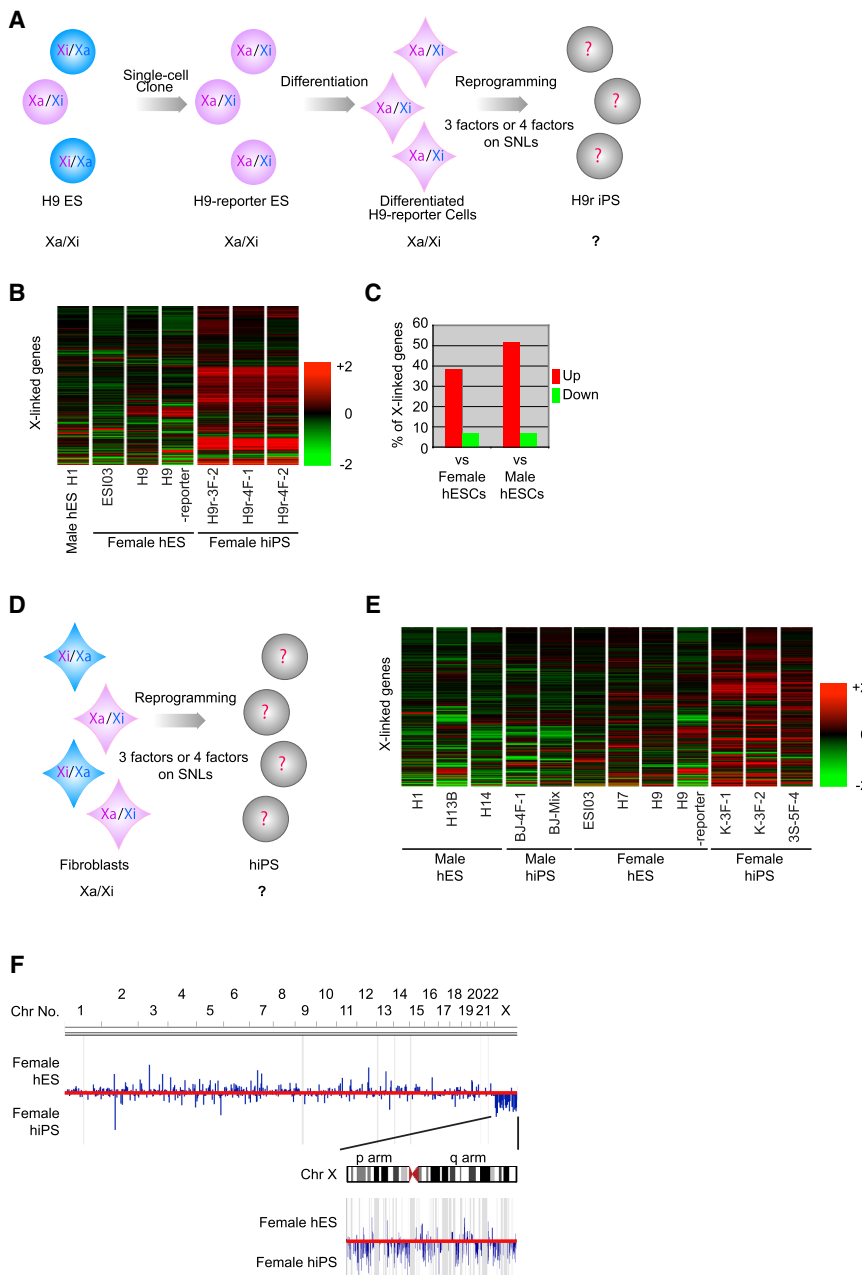 A
Xi/Xa
Xa/Xi
Xi/Xa
H9 ES
Xa/Xi
Single-cell
Clone
Xa/Xi
Xa/Xi
Xa/Xi
H9-reporter ES
Xa/Xi
Differentiation
Xa/Xi
Xa/Xi
Xa/Xi
Differentiated
H9-reporter Cells
Xa/Xi
Reprogramming
3 factors or 4 factors
on SNLs
?
?
?
H9r iPS
?
B
X-linked genes
+2
0
-2
Male hES H1
ESI03
H9
H9
-reporter
H9r-3F-2
H9r-4F-1
H9r-4F-2
Female hES
Female hiPS
C
% of X-linked genes
60
50
40
30
20
10
0
Up
Down
vs
Female
hESCs
vs
Male
hESCs
D
Xi/Xa
Xa/Xi
Xi/Xa
Xa/Xi
Fibroblasts
Xa/Xi
Reprogramming
3 factors or 4 factors
on SNLs
?
?
?
?
hiPS
?
E
X-linked genes
H1
H13B
H14
BJ-4F-1
BJ-Mix
ESI03
H7
H9
H9
-reporter
K-3F-1
K-3F-2
3S-5F-4
Male
hES
Male
hiPS
Female
hES
Female
hiPS
F
2 4 6 8 10 12 14 16 18 20 22
Chr No. 1 3 5 7 9 11 13 15 17 19 21 X
Female
hES
Female
hiPS
p arm q arm
Chr X
Female hES
Female hiPS